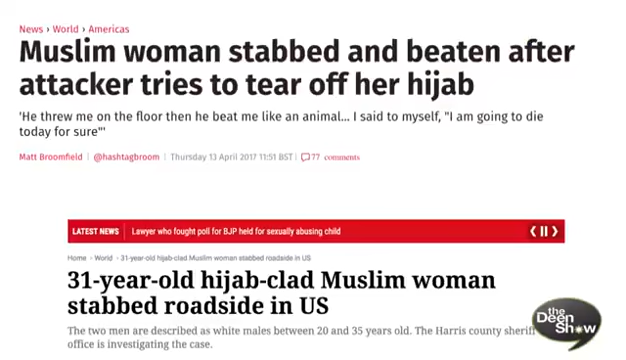 News › World › Americas
Muslim woman stabbed and beaten after
attacker tries to tear off her hijab
'He threw me on the floor then he beat me like an animal... I said to myself, "I am going to die
today for sure"'
Matt Broomfield | @hashtagbroom | Thursday 13 April 2017 11:51 BST | 77 comments
LATEST NEWS | Lawyer who fought poll for BJP held for sexually abusing child
Home › World › 31-year-old hijab-clad Muslim woman stabbed roadside in US
31-year-old hijab-clad Muslim woman
stabbed roadside in US
The two men are described as white males between 20 and 35 years old. The Harris county sheriff
office is investigating the case.
the
Deen
Show